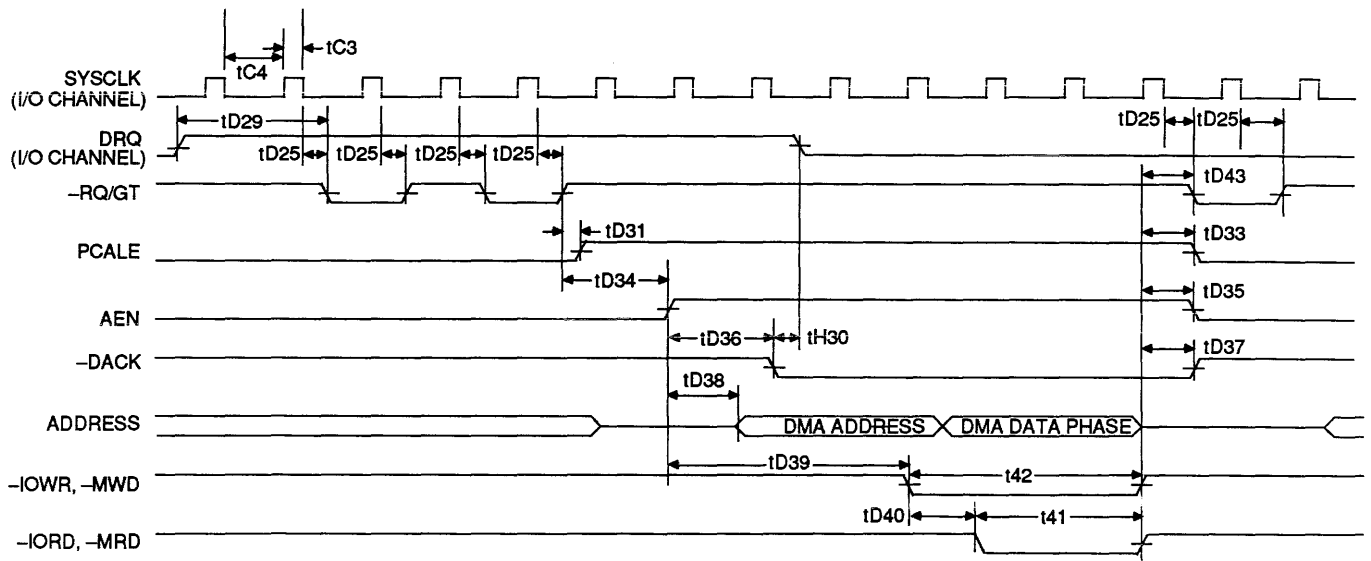 tC3
tC4
SYSCLK
(I/O CHANNEL)
tD29
tD25 tD25
DRQ
(I/O CHANNEL)
tD25 tD25 tD25 tD25
–RQ/GT
tD43
tD31
PCALE
tD33
tD34
AEN
tD35
tD36
tH30
–DACK
tD37
tD38
ADDRESS
DMA ADDRESS
DMA DATA PHASE
tD39
–IOWR, –MWD
t42
tD40
t41
–IORD, –MRD